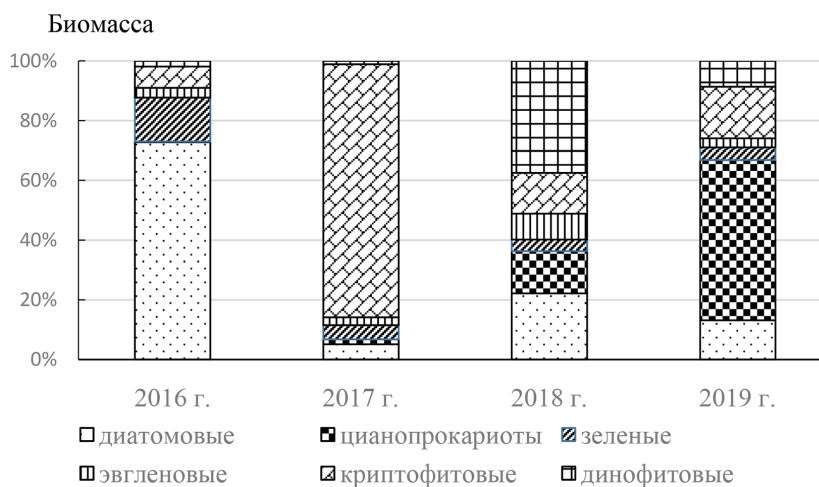 Биомасса
100%
80%
60%
40%
20%
0%
2016 г. 2017 г. 2018 г. 2019 г.
диатомовые цианопрокариоты зеленые
эвгленовые криптофитовые динофитовые